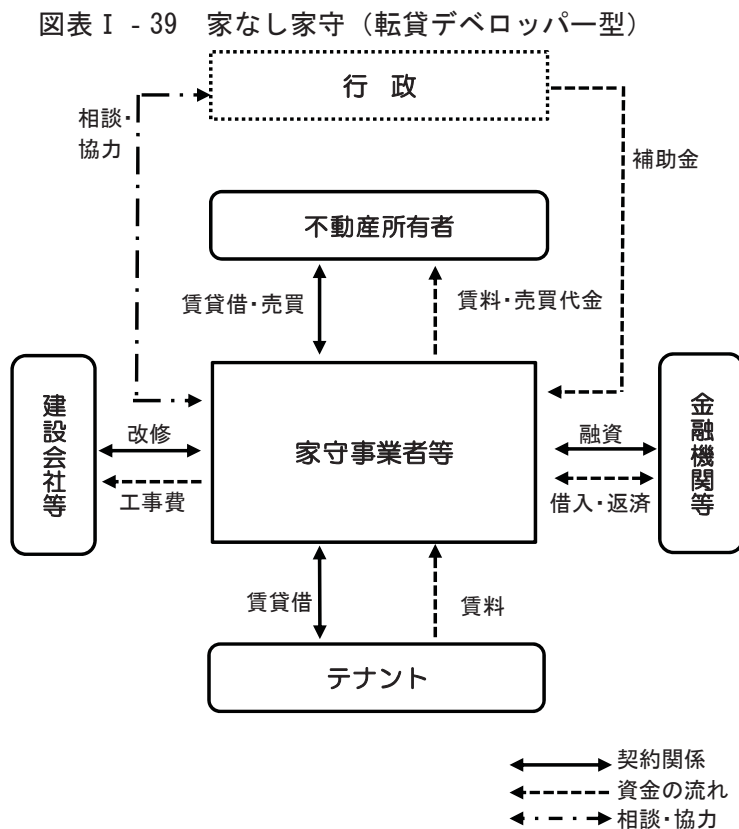 図表Ⅰ-39 家なし家守（転貸デベロッパー型）
行 政
相談・
協力
補助金
不動産所有者
賃貸借・売買
賃料・売買代金
建設会社等
改修
工事費
家守事業者等
融資
借入・返済
金融機関等
賃貸借
賃料
テナント
契約関係
資金の流れ
相談・協力